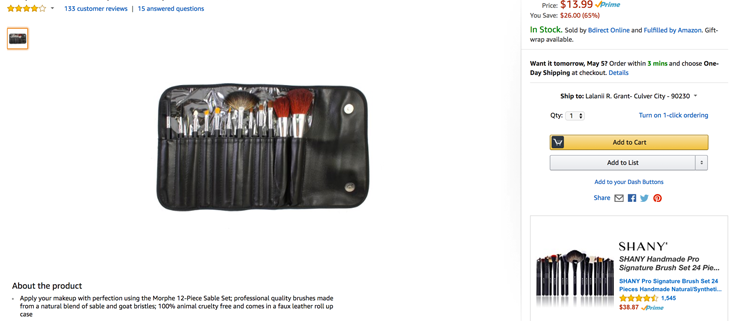 133 customer reviews | 15 answered questions
About the product
Apply your makeup with perfection using the Morphe 12-Piece Sable Set; professional quality brushes made
from a natural blend of sable and goat bristles; 100% animal cruelty free and comes in a faux leather roll up
case
Price: $13.99 Prime
You Save: $26.00 (65%)
In Stock. Sold by Bdirect Online and Fulfilled by Amazon. Gift-
wrap available.
Want it tomorrow, May 5? Order within 3 mins and choose One-
Day Shipping at checkout. Details
Ship to: Lalanii R. Grant- Culver City - 90230
Qty: 1 Turn on 1-click ordering
Add to Cart
Add to List
Add to your Dash Buttons
Share
SHANY
SHANY Handmade Pro
Signature Brush Set 24 Pie...
SHANY Pro Signature Brush Set 24
Pieces Handmade Natural/Syntheti...
1,545
$38.87 Prime